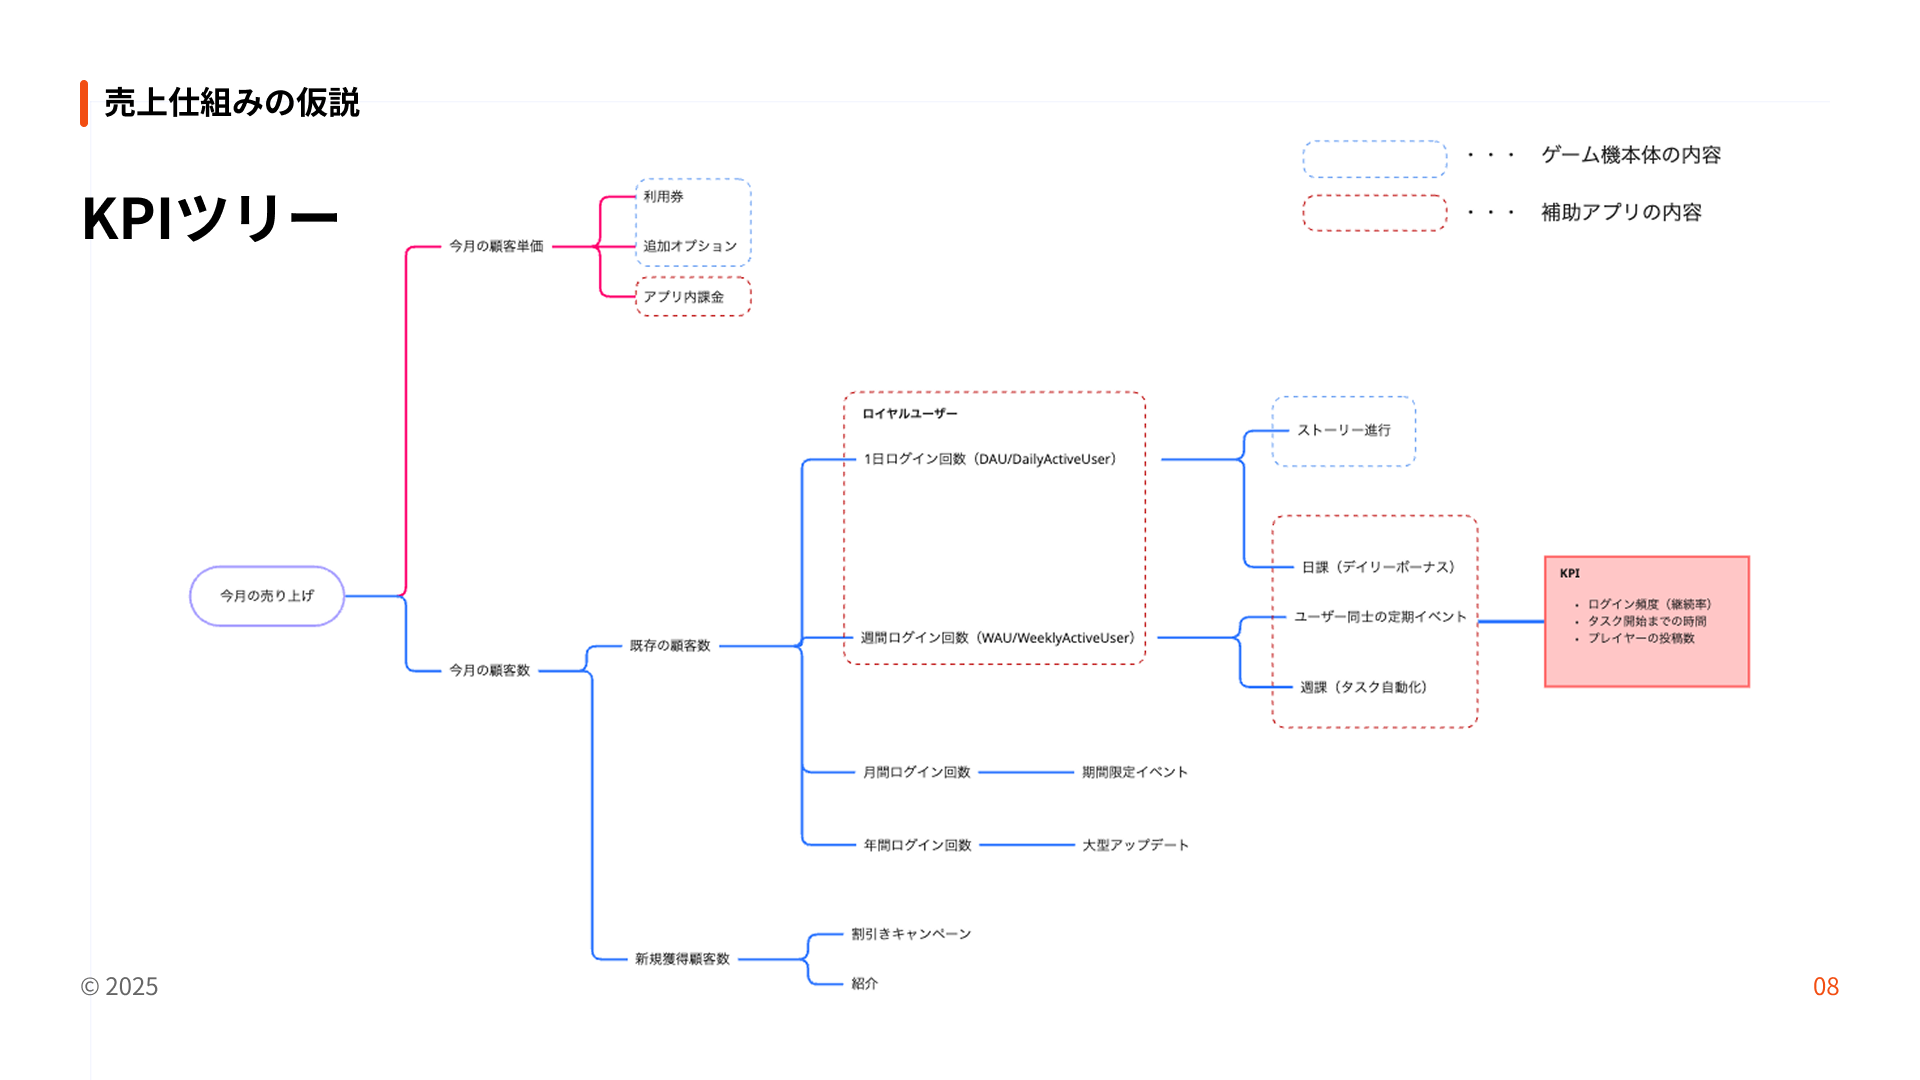 売上仕組みの仮説
KPIツリー
・・・ ゲーム機本体の内容
・・・ 補助アプリの内容
今月の売り上げ
今月の顧客単価
利用券
追加オプション
アプリ内課金
今月の顧客数
既存の顧客数
ロイヤルユーザー
1日ログイン回数（DAU/DailyActiveUser）
週間ログイン回数（WAU/WeeklyActiveUser）
ストーリー進行
日課（デイリーボーナス）
ユーザー同士の定期イベント
週課（タスク自動化）
KPI
・ログイン頻度（継続率）
・タスク開始までの時間
・プレイヤーの投稿数
月間ログイン回数
期間限定イベント
年間ログイン回数
大型アップデート
新規獲得顧客数
割引きキャンペーン
紹介
© 2025
08